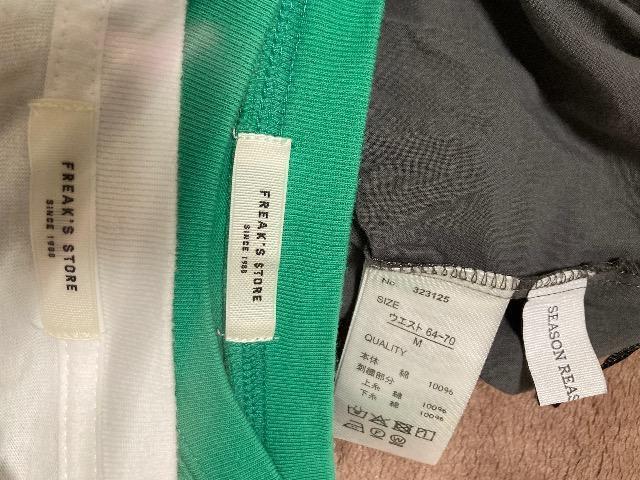 FREAK'S STORE
SINCE 1986
FREAK'S STORE
SINCE 1986
No 323125
SIZE
ウエスト 64~70
M
QUALITY
本体 綿 100%
刺繍部分
上糸 綿 100%
下糸 綿 100%
SEASON REAS